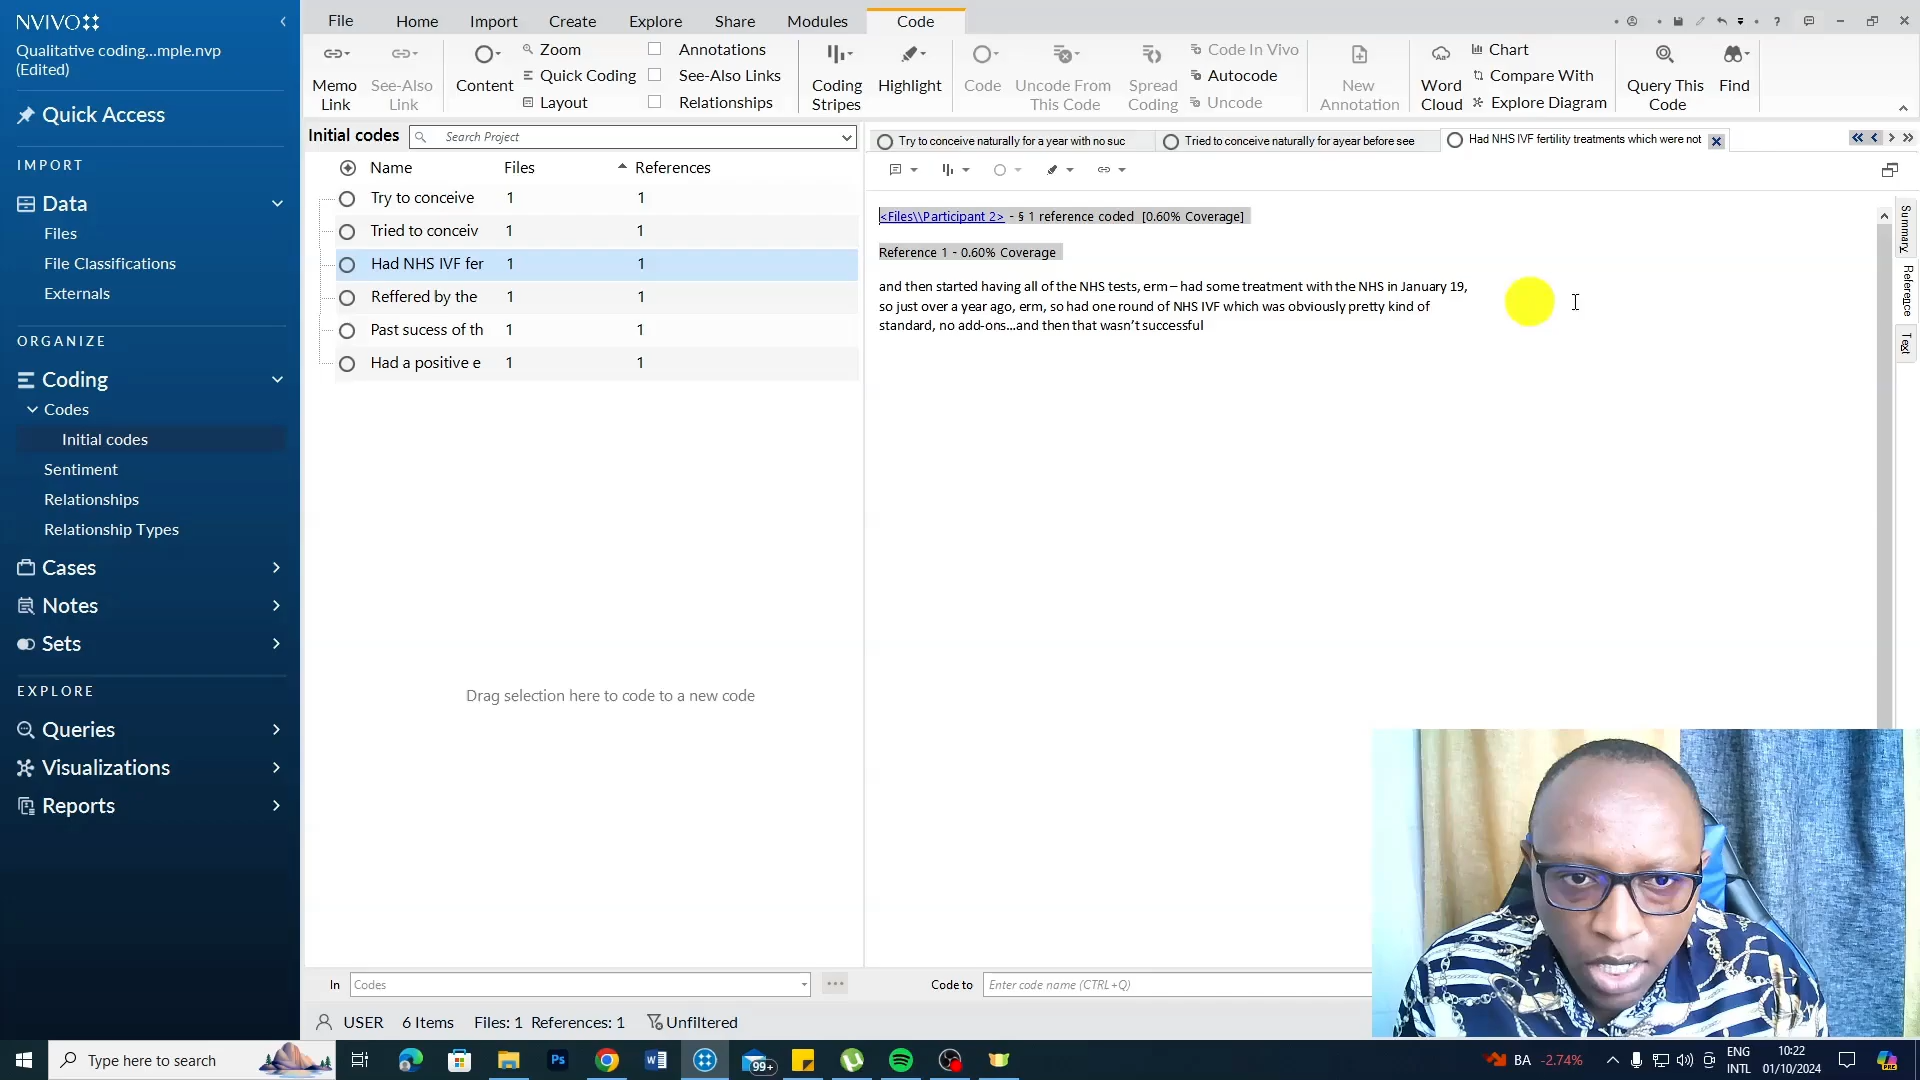 NVIVO
Qualitative coding...mple.nvp
(Edited)
Quick Access
IMPORT
Data
Files
File Classifications
Externals
ORGANIZE
Coding
Codes
Initial codes
Sentiment
Relationships
Relationship Types
Cases
Notes
Sets
EXPLORE
Queries
Visualizations
Reports
File Home Import Create Explore Share Modules Code
Memo Link
See-Also Link
Content
Zoom
Quick Coding
Layout
Annotations
See-Also Links
Relationships
Coding Stripes
Highlight
Code
Uncode From This Code
Spread Coding
Code In Vivo
Autocode
Uncode
New Annotation
Word Cloud
Chart
Compare With
Explore Diagram
Query This Code
Find
Initial codes
Search Project
Name Files References
Try to conceive 1 1
Tried to conceiv 1 1
Had NHS IVF fer 1 1
Reffered by the 1 1
Past sucess of th 1 1
Had a positive e 1 1
Drag selection here to code to a new code
Try to conceive naturally for a year with no suc
Tried to conceive naturally for ayear before see
Had NHS IVF fertility treatments which were not
<Files\\Participant 2> - § 1 reference coded [0.60% Coverage]
Reference 1 - 0.60% Coverage
and then started having all of the NHS tests, erm – had some treatment with the NHS in January 19,
so just over a year ago, erm, so had one round of NHS IVF which was obviously pretty kind of
standard, no add-ons…and then that wasn’t successful
Summary
Reference
Text
In Codes
Code to Enter code name (CTRL+Q)
USER 6 Items Files: 1 References: 1 Unfiltered
Type here to search
Ps
99+
BA -2.74%
ENG
INTL
10:22
01/10/2024
PRE